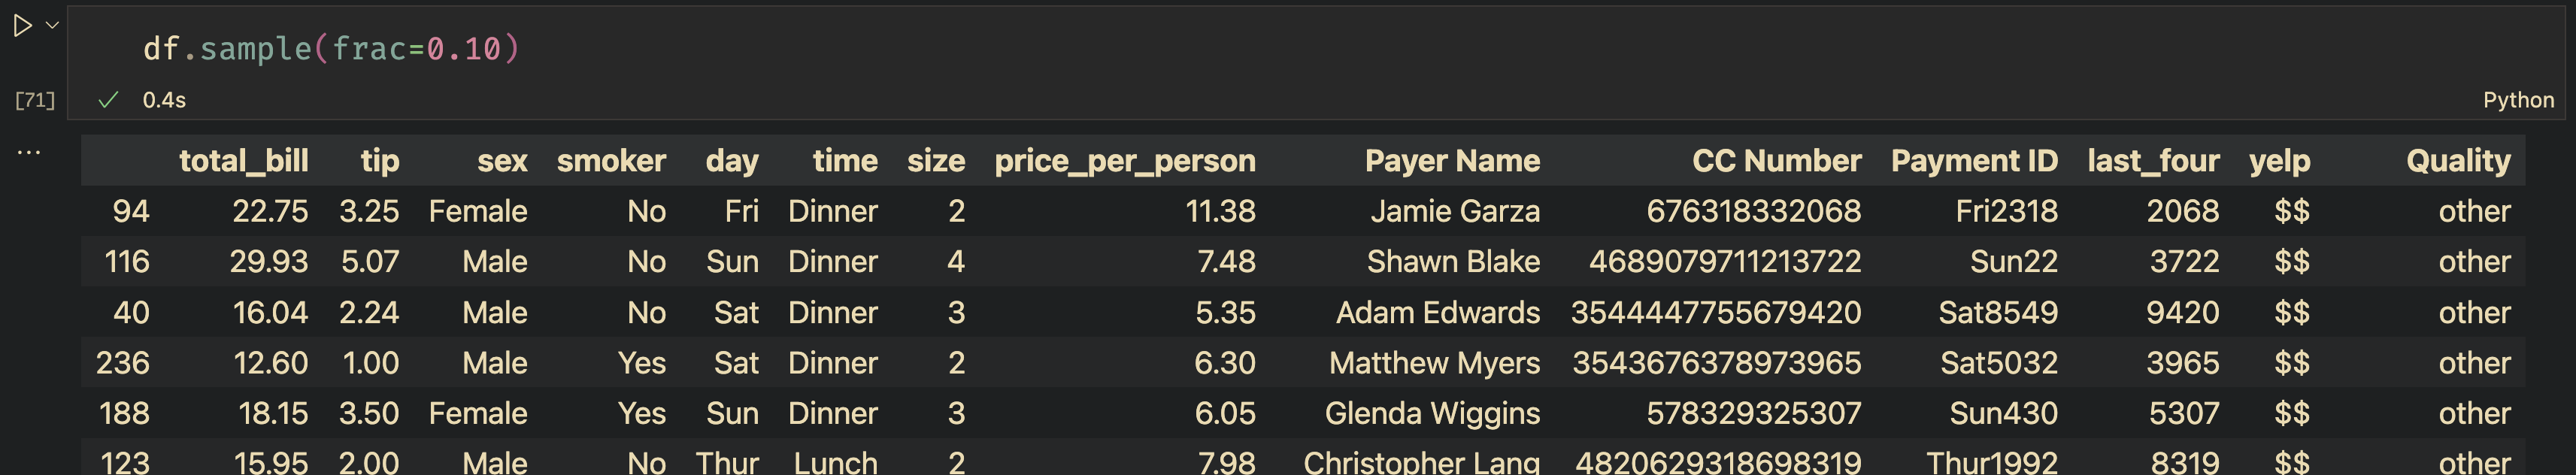 df.sample(frac=0.10)
[71] ✓ 0.4s Python
...
total_bill tip sex smoker day time size price_per_person Payer Name CC Number Payment ID last_four yelp Quality
94 22.75 3.25 Female No Fri Dinner 2 11.38 Jamie Garza 676318332068 Fri2318 2068 $$ other
116 29.93 5.07 Male No Sun Dinner 4 7.48 Shawn Blake 4689079711213722 Sun22 3722 $$ other
40 16.04 2.24 Male No Sat Dinner 3 5.35 Adam Edwards 3544447755679420 Sat8549 9420 $$ other
236 12.60 1.00 Male Yes Sat Dinner 2 6.30 Matthew Myers 3543676378973965 Sat5032 3965 $$ other
188 18.15 3.50 Female Yes Sun Dinner 3 6.05 Glenda Wiggins 578329325307 Sun430 5307 $$ other
123 15.95 2.00 Male No Thur Lunch 2 7.98 Christopher Lang 4820629318698319 Thur1992 8319 $$ other